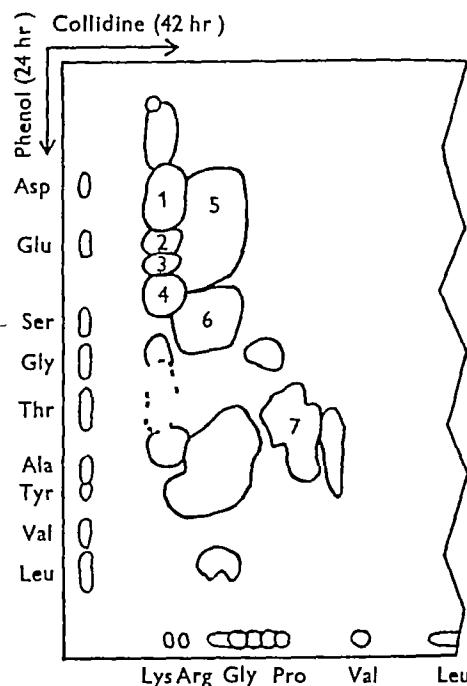 Collidine (42 hr)
Phenol (24 hr)
Asp
Glu
Ser
Gly
Thr
Ala
Tyr
Val
Leu
1
2
3
4
5
6
7
Lys Arg Gly Pro Val Leu